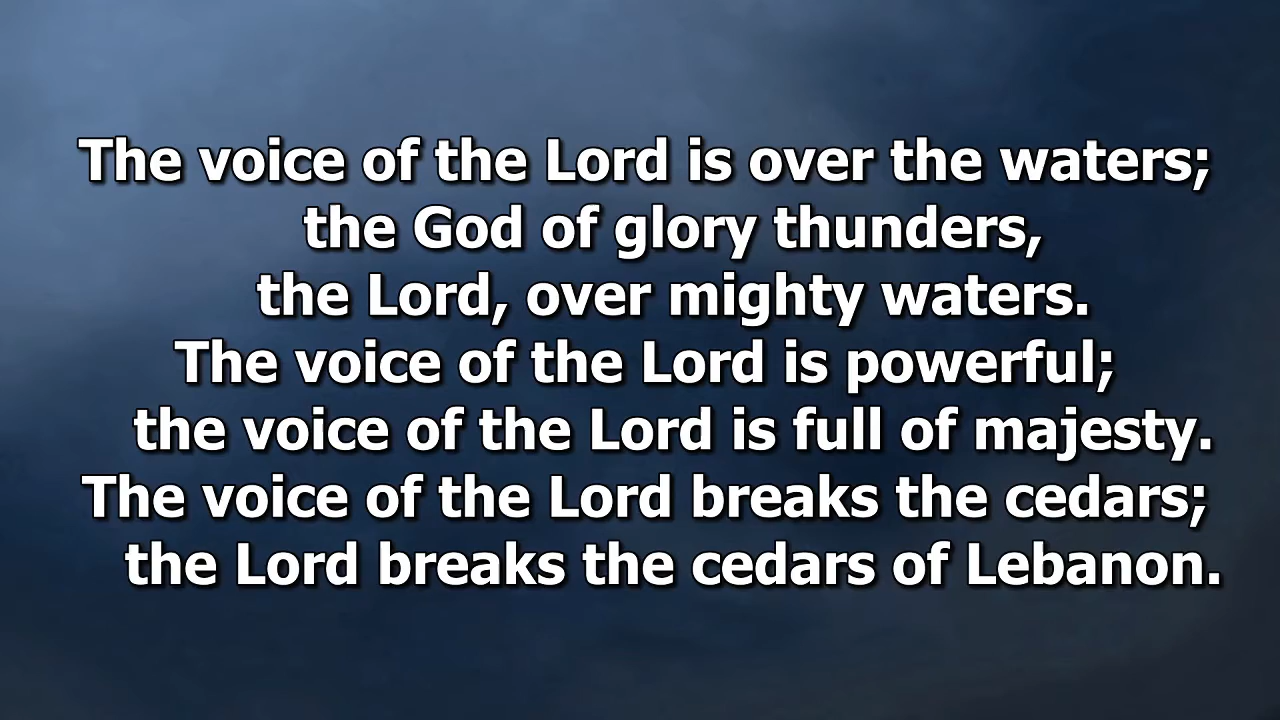 The voice of the Lord is over the waters;
the God of glory thunders,
the Lord, over mighty waters.
The voice of the Lord is powerful;
the voice of the Lord is full of majesty.
The voice of the Lord breaks the cedars;
the Lord breaks the cedars of Lebanon.